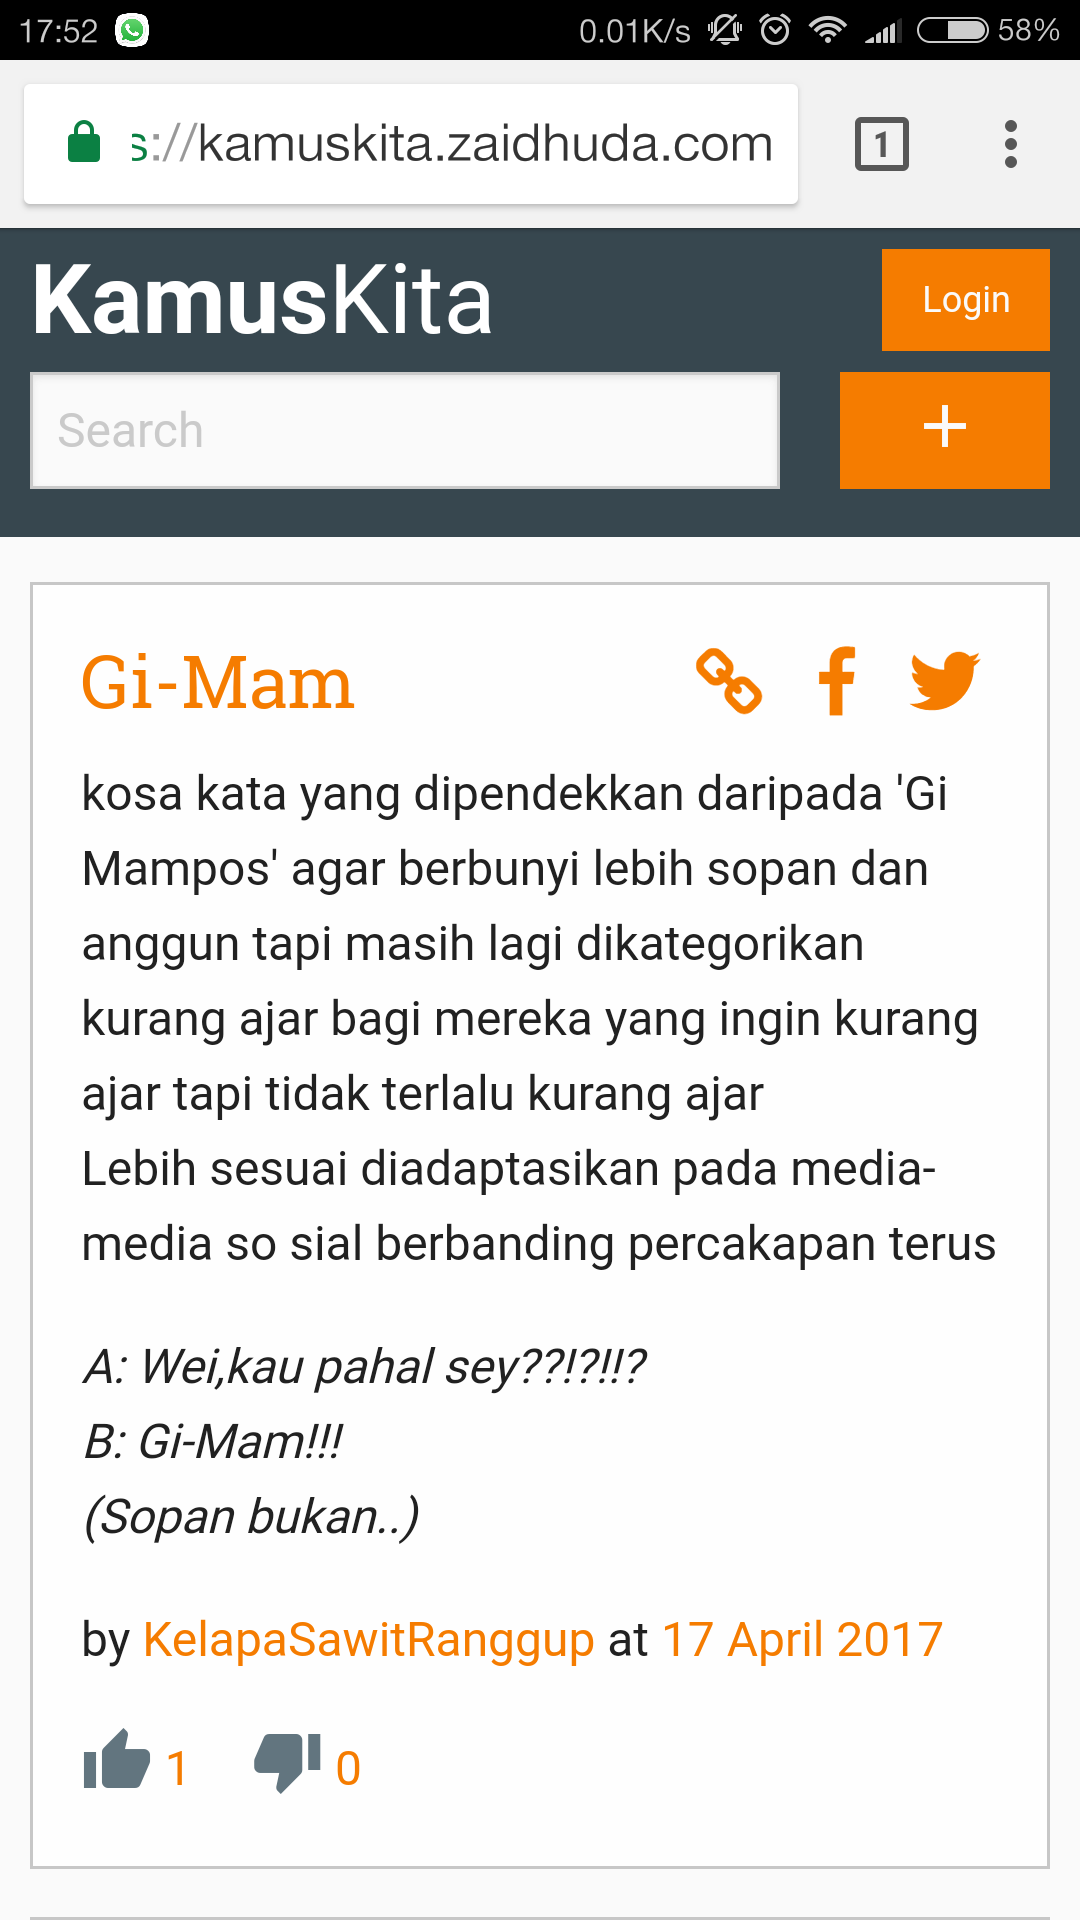 17:52 0.01K/s 58%
s://kamuskita.zaidhuda.com 1
KamusKita Login
Search +
Gi-Mam
kosa kata yang dipendekkan daripada 'Gi
Mampos' agar berbunyi lebih sopan dan
anggun tapi masih lagi dikategorikan
kurang ajar bagi mereka yang ingin kurang
ajar tapi tidak terlalu kurang ajar
Lebih sesuai diadaptasikan pada media-
media so sial berbanding percakapan terus
A: Wei,kau pahal sey??!?!!?
B: Gi-Mam!!!
(Sopan bukan..)
by KelapaSawitRanggup at 17 April 2017
1 0